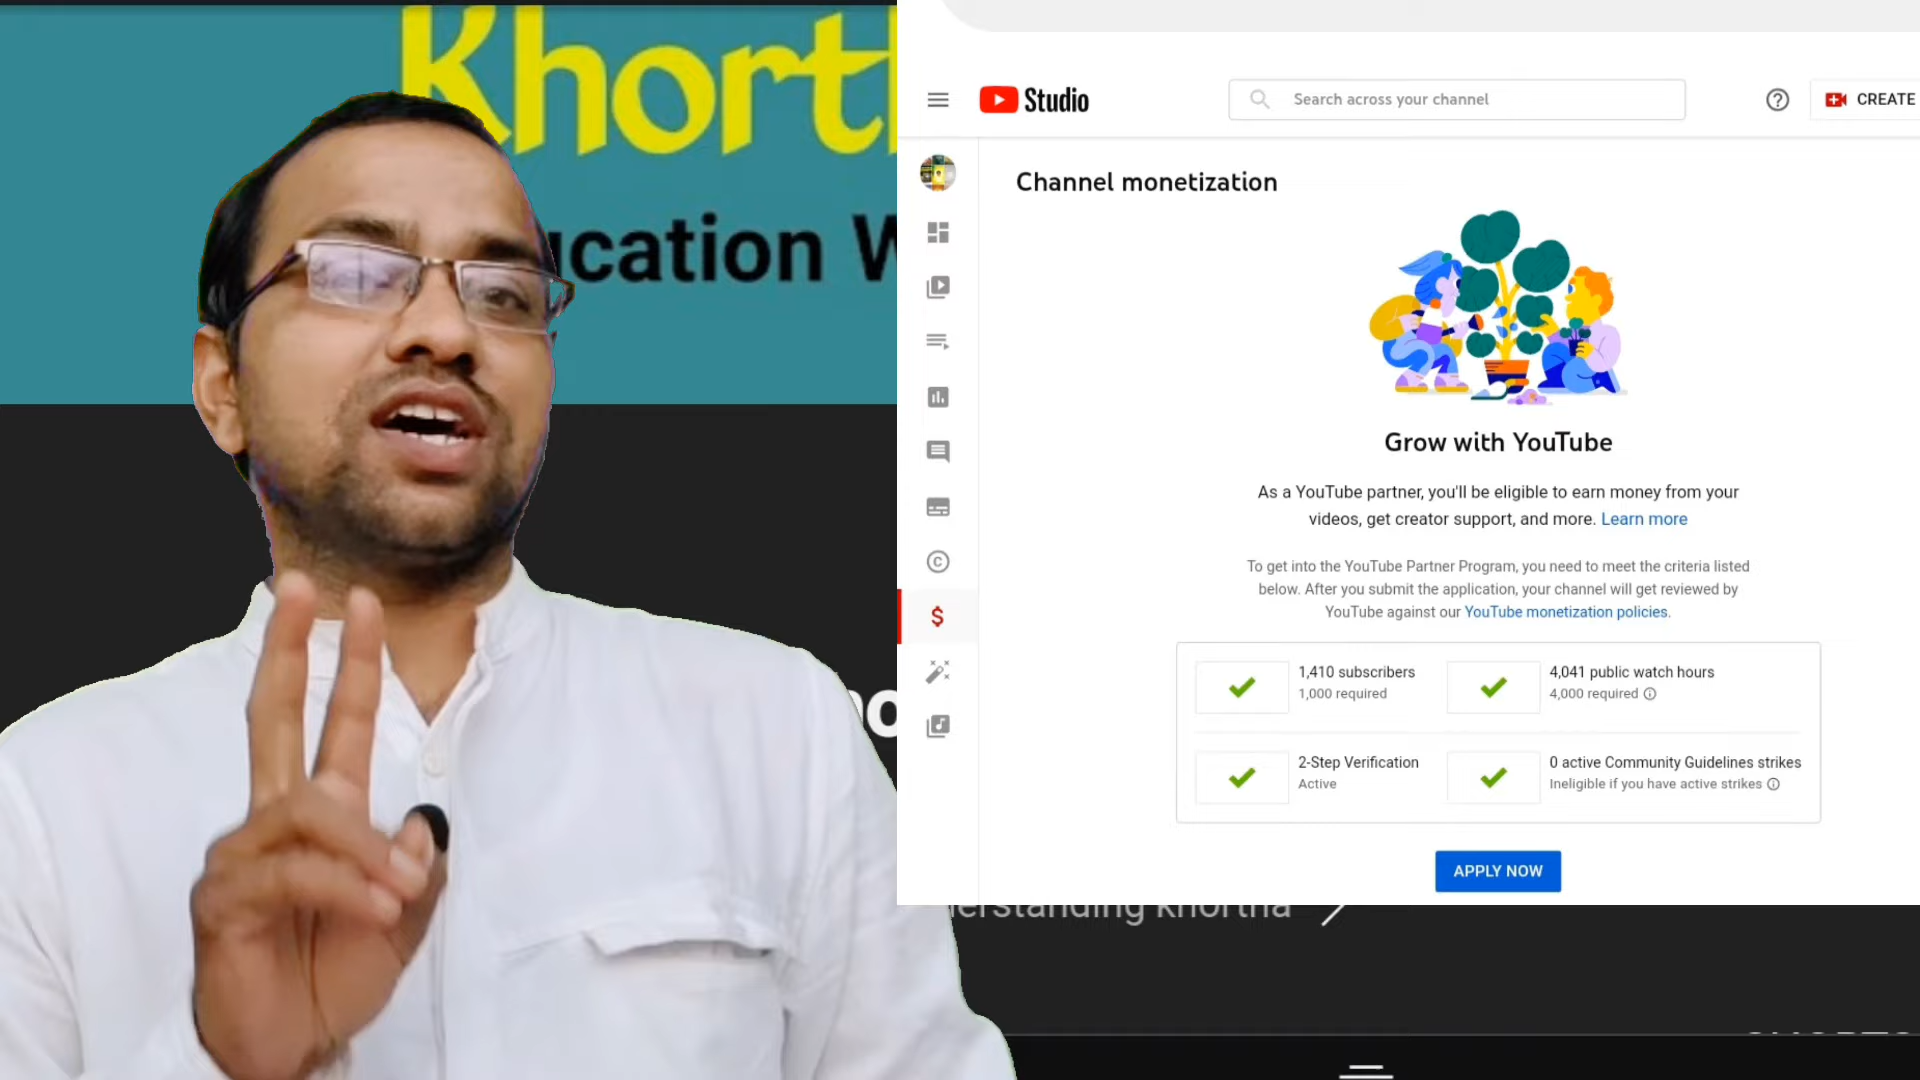 Studio
Search across your channel
CREATE
Channel monetization
Grow with YouTube
As a YouTube partner, you'll be eligible to earn money from your
videos, get creator support, and more. Learn more
To get into the YouTube Partner Program, you need to meet the criteria listed
below. After you submit the application, your channel will get reviewed by
YouTube against our YouTube monetization policies.
1,410 subscribers
1,000 required
4,041 public watch hours
4,000 required
2-Step Verification
Active
0 active Community Guidelines strikes
Ineligible if you have active strikes
APPLY NOW
khortha